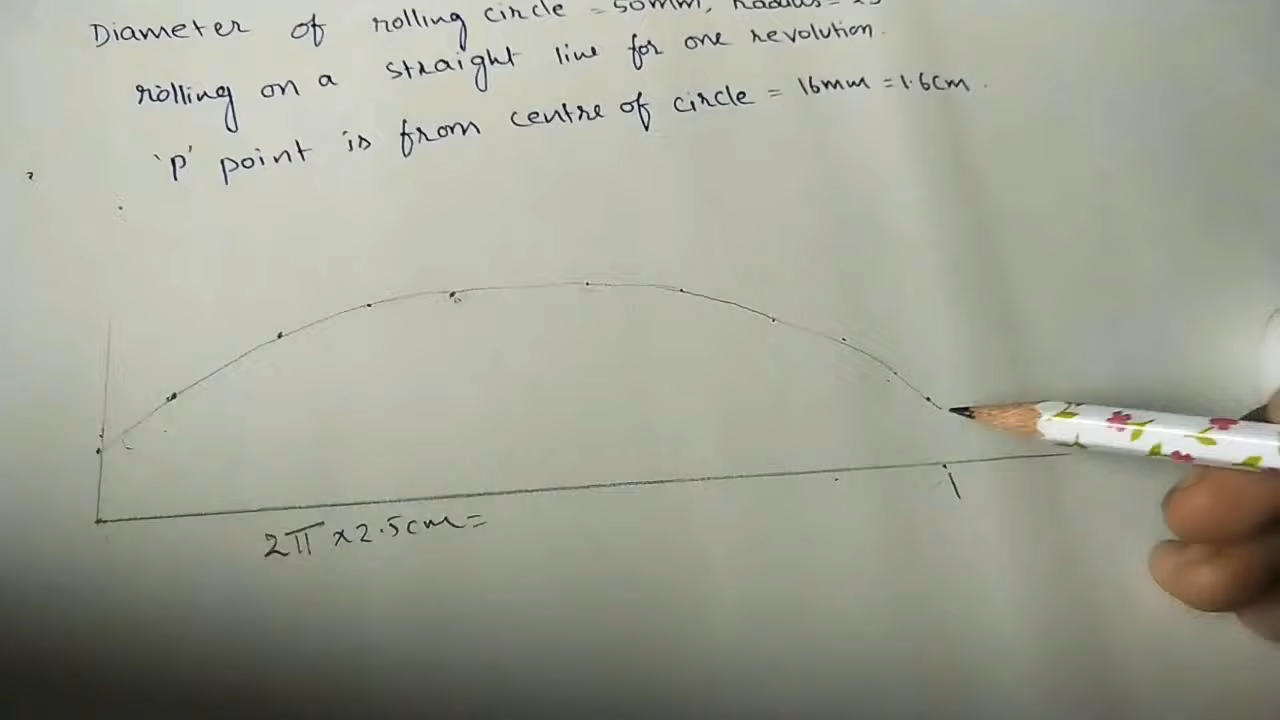 Diameter of rolling circle = 50mm, Radius =
rolling on a straight line for one revolution.
'P' point is from centre of circle = 16mm = 1.6cm.
2π x 2.5cm =